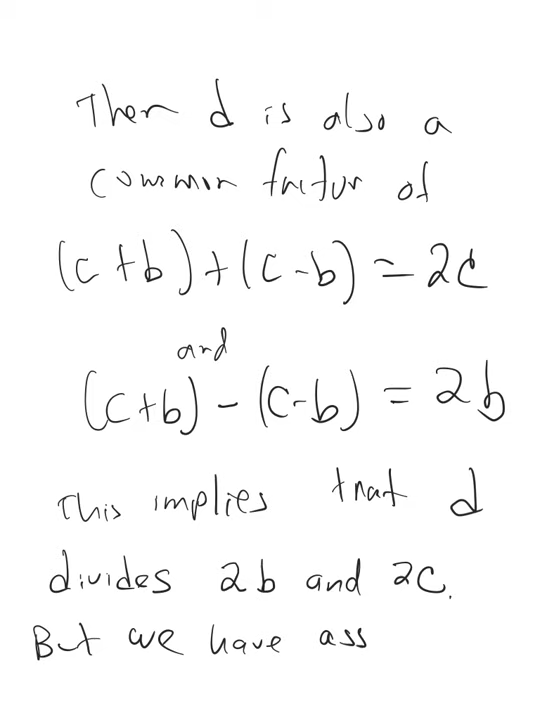 Then d is also a
common factor of
(c+b)+(c-b)=2c
and
(c+b)-(c-b)=2b
This implies that d
divides 2b and 2c.
But we have ass